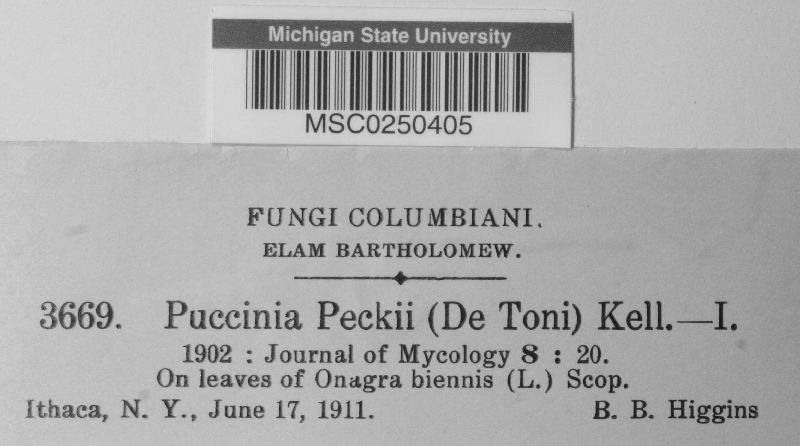 Michigan State University
MSC0250405
FUNGI COLUMBIANI.
ELAM BARTHOLOMEW.
3669. Puccinia Peckii (De Toni) Kell.—I.
1902 : Journal of Mycology 8 : 20.
On leaves of Onagra biennis (L.) Scop.
Ithaca, N. Y., June 17, 1911. B. B. Higgins